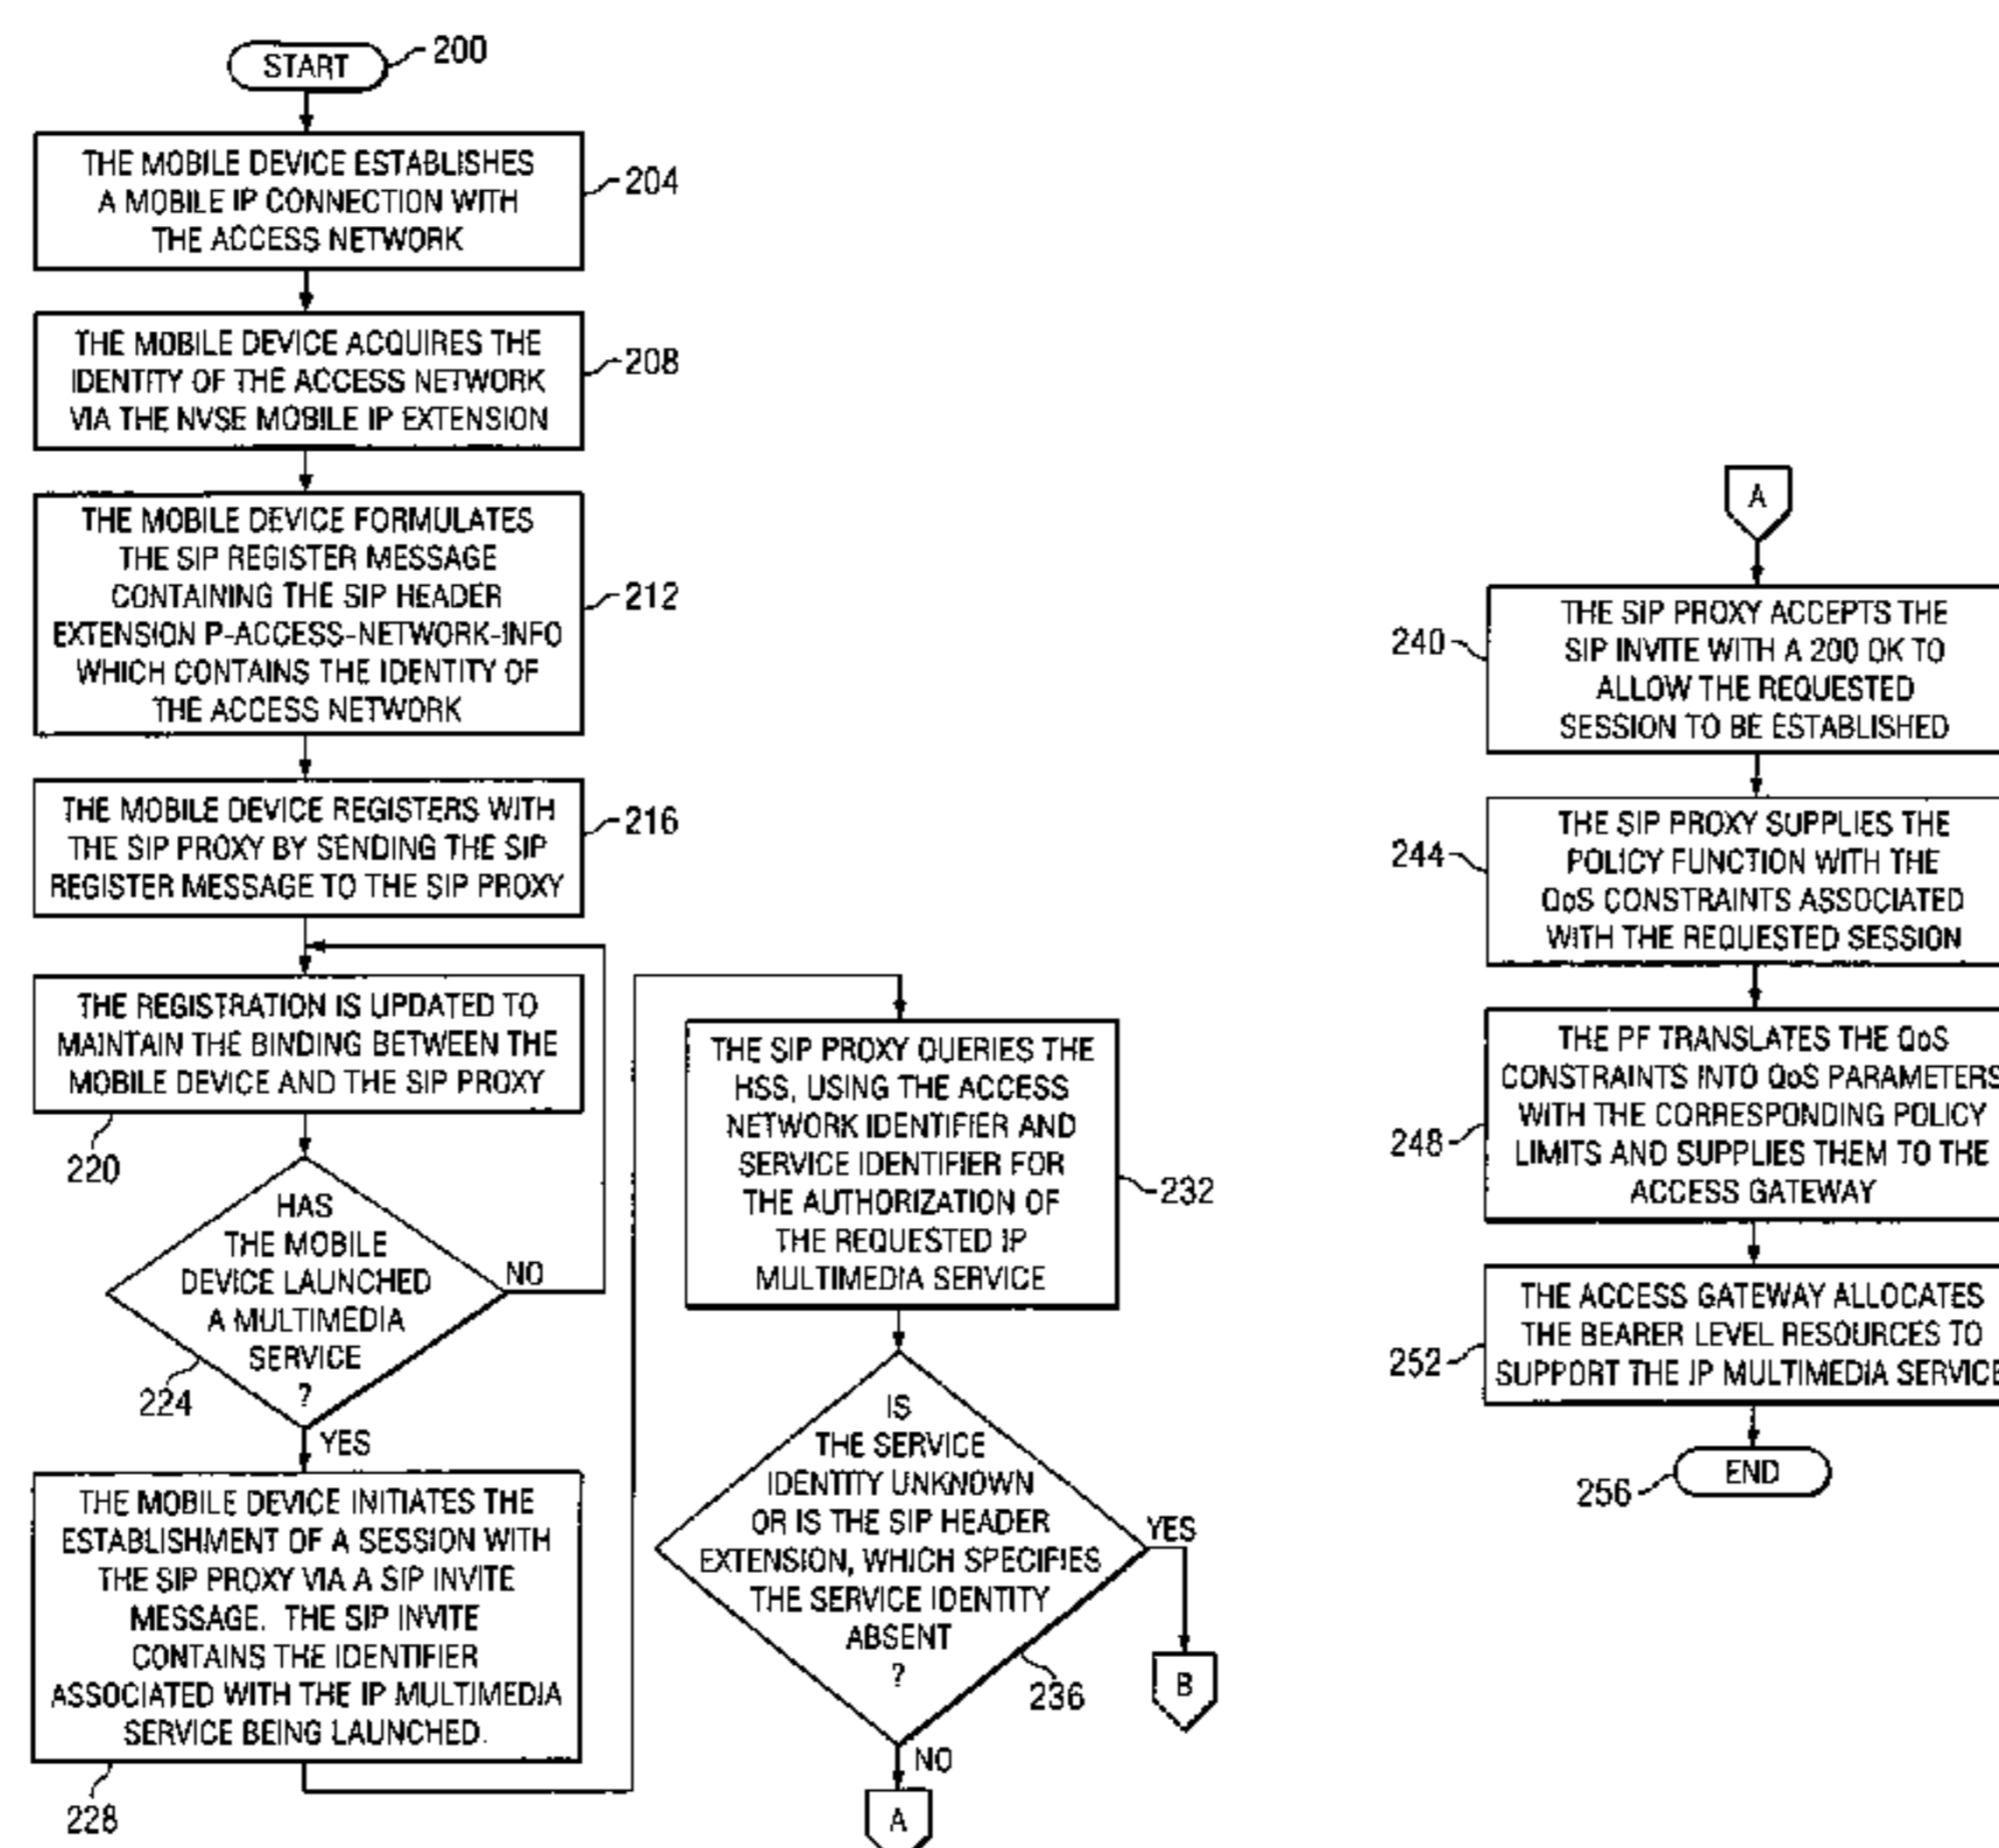 START
200
THE MOBILE DEVICE ESTABLISHES
A MOBILE IP CONNECTION WITH
THE ACCESS NETWORK
204
THE MOBILE DEVICE ACQUIRES THE
IDENTITY OF THE ACCESS NETWORK
VIA THE NVSE MOBILE IP EXTENSION
208
THE MOBILE DEVICE FORMULATES
THE SIP REGISTER MESSAGE
CONTAINING THE SIP HEADER
EXTENSION P-ACCESS-NETWORK-INFO
WHICH CONTAINS THE IDENTITY OF
THE ACCESS NETWORK
212
THE MOBILE DEVICE REGISTERS WITH
THE SIP PROXY BY SENDING THE SIP
REGISTER MESSAGE TO THE SIP PROXY
216
THE REGISTRATION IS UPDATED TO
MAINTAIN THE BINDING BETWEEN THE
MOBILE DEVICE AND THE SIP PROXY
220
HAS
THE MOBILE
DEVICE LAUNCHED
A MULTIMEDIA
SERVICE
?
224
NO
YES
THE MOBILE DEVICE INITIATES THE
ESTABLISHMENT OF A SESSION WITH
THE SIP PROXY VIA A SIP INVITE
MESSAGE. THE SIP INVITE
CONTAINS THE IDENTIFIER
ASSOCIATED WITH THE IP MULTIMEDIA
SERVICE BEING LAUNCHED.
228
THE SIP PROXY QUERIES THE
HSS, USING THE ACCESS
NETWORK IDENTIFIER AND
SERVICE IDENTIFIER FOR
THE AUTHORIZATION OF
THE REQUESTED IP
MULTIMEDIA SERVICE
232
IS
THE SERVICE
IDENTITY UNKNOWN
OR IS THE SIP HEADER
EXTENSION, WHICH SPECIFIES
THE SERVICE IDENTITY
ABSENT
?
236
YES
B
NO
A
A
THE SIP PROXY ACCEPTS THE
SIP INVITE WITH A 200 OK TO
ALLOW THE REQUESTED
SESSION TO BE ESTABLISHED
240
THE SIP PROXY SUPPLIES THE
POLICY FUNCTION WITH THE
QoS CONSTRAINTS ASSOCIATED
WITH THE REQUESTED SESSION
244
THE PF TRANSLATES THE QoS
CONSTRAINTS INTO QoS PARAMETERS
WITH THE CORRESPONDING POLICY
LIMITS AND SUPPLIES THEM TO THE
ACCESS GATEWAY
248
THE ACCESS GATEWAY ALLOCATES
THE BEARER LEVEL RESOURCES TO
SUPPORT THE IP MULTIMEDIA SERVICE
252
END
256